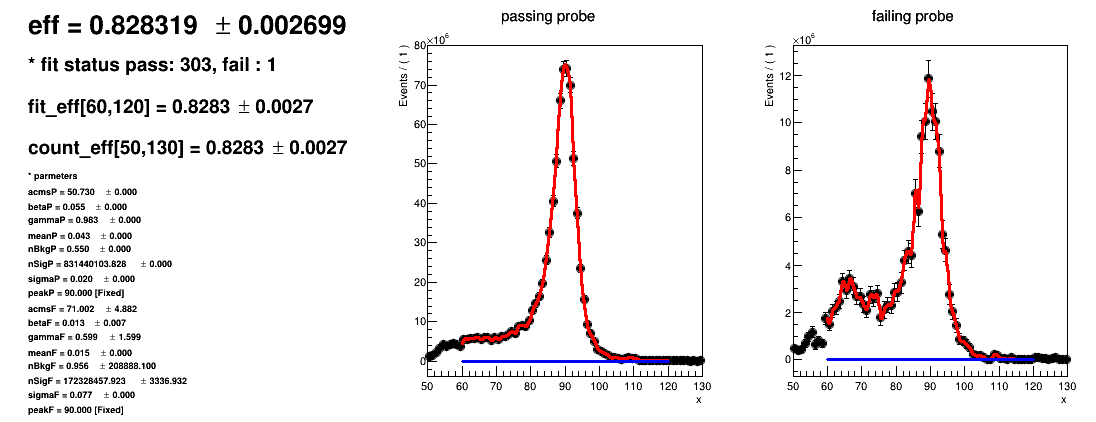 eff = 0.828319 ± 0.002699
* fit status pass: 303, fail : 1
fit_eff[60,120] = 0.8283 ± 0.0027
count_eff[50,130] = 0.8283 ± 0.0027
* parmeters
acmsP = 50.730 ± 0.000
betaP = 0.055 ± 0.000
gammaP = 0.983 ± 0.000
meanP = 0.043 ± 0.000
nBkgP = 0.550 ± 0.000
nSigP = 831440103.828 ± 0.000
sigmaP = 0.020 ± 0.000
peakP = 90.000 [Fixed]
acmsF = 71.002 ± 4.882
betaF = 0.013 ± 0.007
gammaF = 0.599 ± 1.599
meanF = 0.015 ± 0.000
nBkgF = 0.956 ± 208888.100
nSigF = 172328457.923 ± 3336.932
sigmaF = 0.077 ± 0.000
peakF = 90.000 [Fixed]
passing probe
×10⁶
Events / ( 1 )
80
70
60
50
40
30
20
10
0
50 60 70 80 90 100 110 120 130
x
failing probe
×10⁶
Events / ( 1 )
12
10
8
6
4
2
0
50 60 70 80 90 100 110 120 130
x